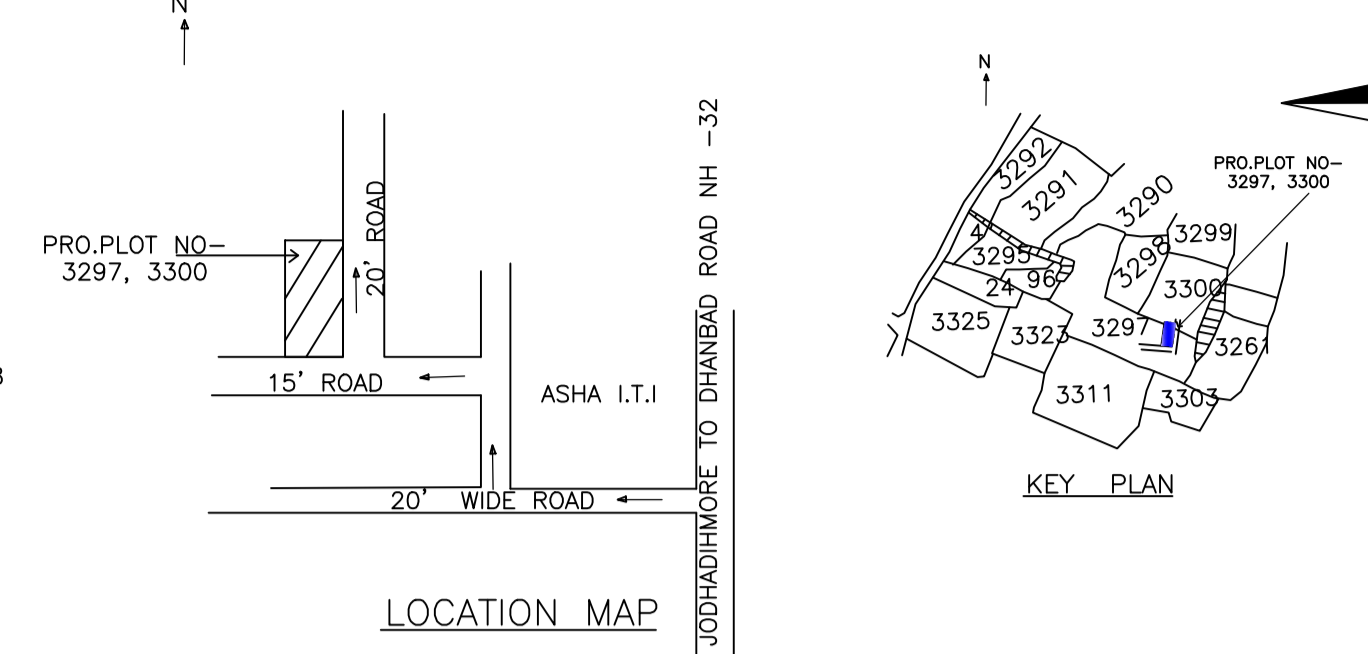 N
PRO.PLOT NO-
3297, 3300
20' ROAD
15' ROAD
ASHA I.T.I
20' WIDE ROAD
JODHADIHMORE TO DHANBAD ROAD NH -32
LOCATION MAP
N
PRO.PLOT NO-
3297, 3300
3292
3291
3290
3299
4
3295
3298
96
24
3300
3325
3323
3297
3261
3311
3303
KEY PLAN